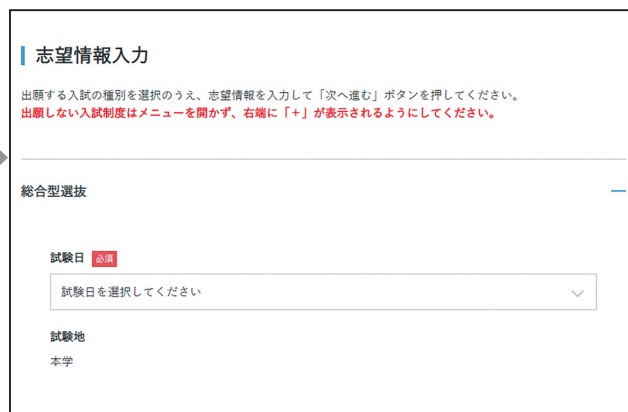 志望情報入力
出願する入試の種別を選択のうえ、志望情報を入力して「次へ進む」ボタンを押してください。
出願しない入試制度はメニューを開かず、右端に「+」が表示されるようにしてください。
総合型選抜
試験日 必須
試験日を選択してください
試験地
本学